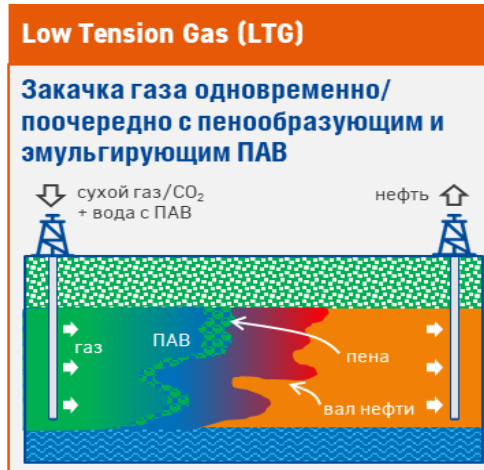 Low Tension Gas (LTG)
Закачка газа одновременно/
поочередно с пенообразующим и
эмульгирующим ПАВ
сухой газ/CO₂
+ вода с ПАВ
нефть
газ
ПАВ
пена
вал нефти